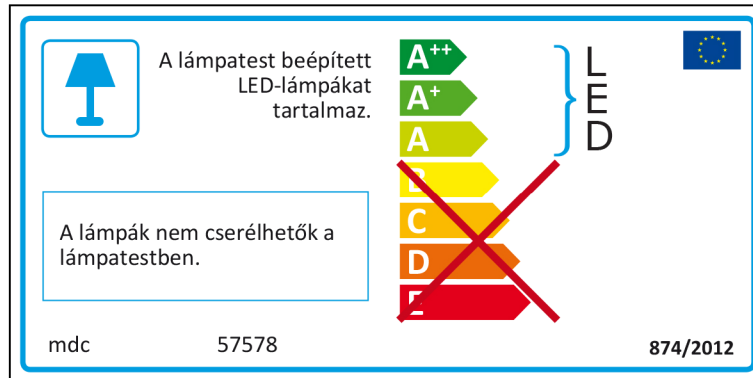 A lámpatest beépített
LED-lámpákat
tartalmaz.
A++
A+
A
B
C
D
E
L
E
D
A lámpák nem cserélhetők a
lámpatestben.
mdc 57578 874/2012